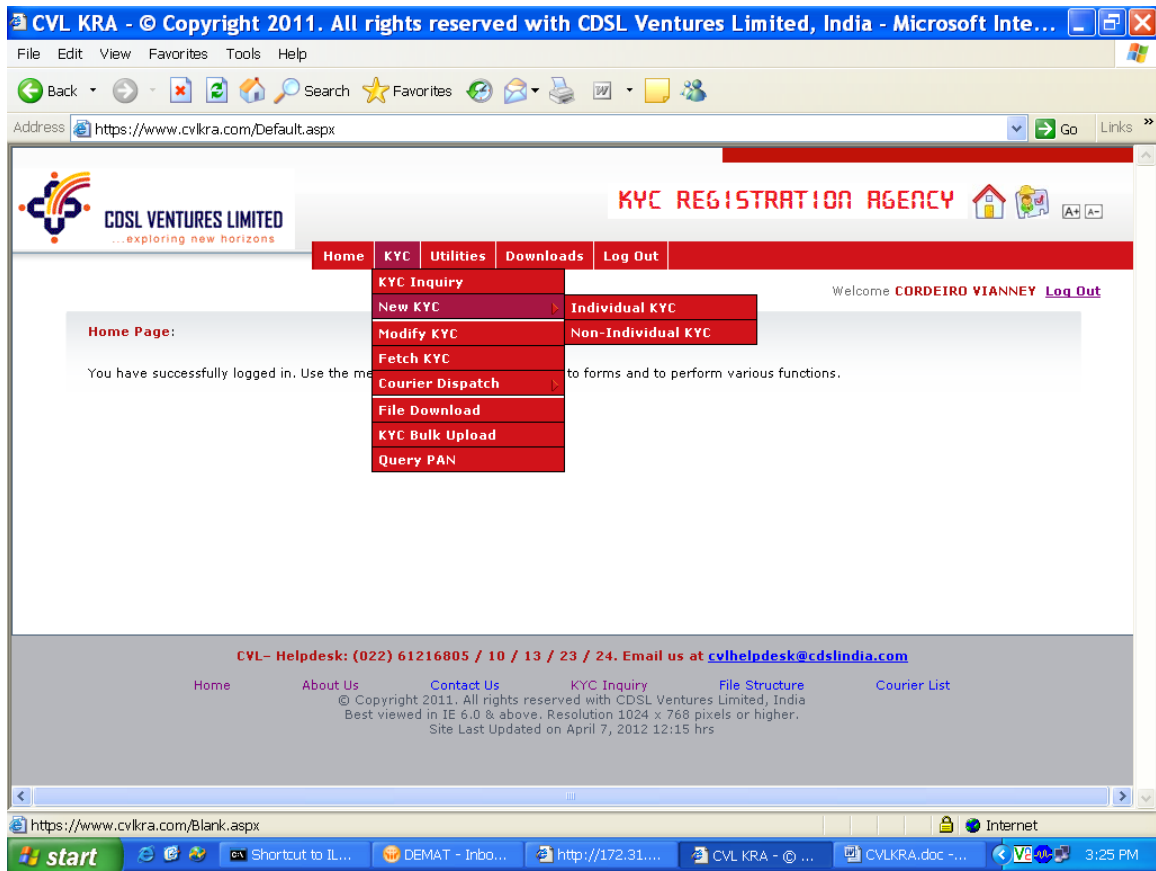 CVL KRA - © Copyright 2011. All rights reserved with CDSL Ventures Limited, India - Microsoft Inte...
File Edit View Favorites Tools Help
Back Search Favorites
Address https://www.cvlkra.com/Default.aspx Go Links »
CDSL VENTURES LIMITED
...exploring new horizons
KYC REGISTRATION AGENCY A+ A-
Home KYC Utilities Downloads Log Out
Welcome CORDEIRO VIANNEY Log Out
KYC Inquiry
New KYC Individual KYC
Home Page:
Modify KYC Non-Individual KYC
Fetch KYC
You have successfully logged in. Use the me to forms and to perform various functions.
Courier Dispatch
File Download
KYC Bulk Upload
Query PAN
CVL– Helpdesk: (022) 61216805 / 10 / 13 / 23 / 24. Email us at cvlhelpdesk@cdslindia.com
Home About Us Contact Us KYC Inquiry File Structure Courier List
© Copyright 2011. All rights reserved with CDSL Ventures Limited, India
Best viewed in IE 6.0 & above. Resolution 1024 x 768 pixels or higher.
Site Last Updated on April 7, 2012 12:15 hrs
https://www.cvlkra.com/Blank.aspx Internet
start Shortcut to IL... DEMAT - Inbo... http://172.31.... CVL KRA - © ... CVLKRA.doc -... 3:25 PM